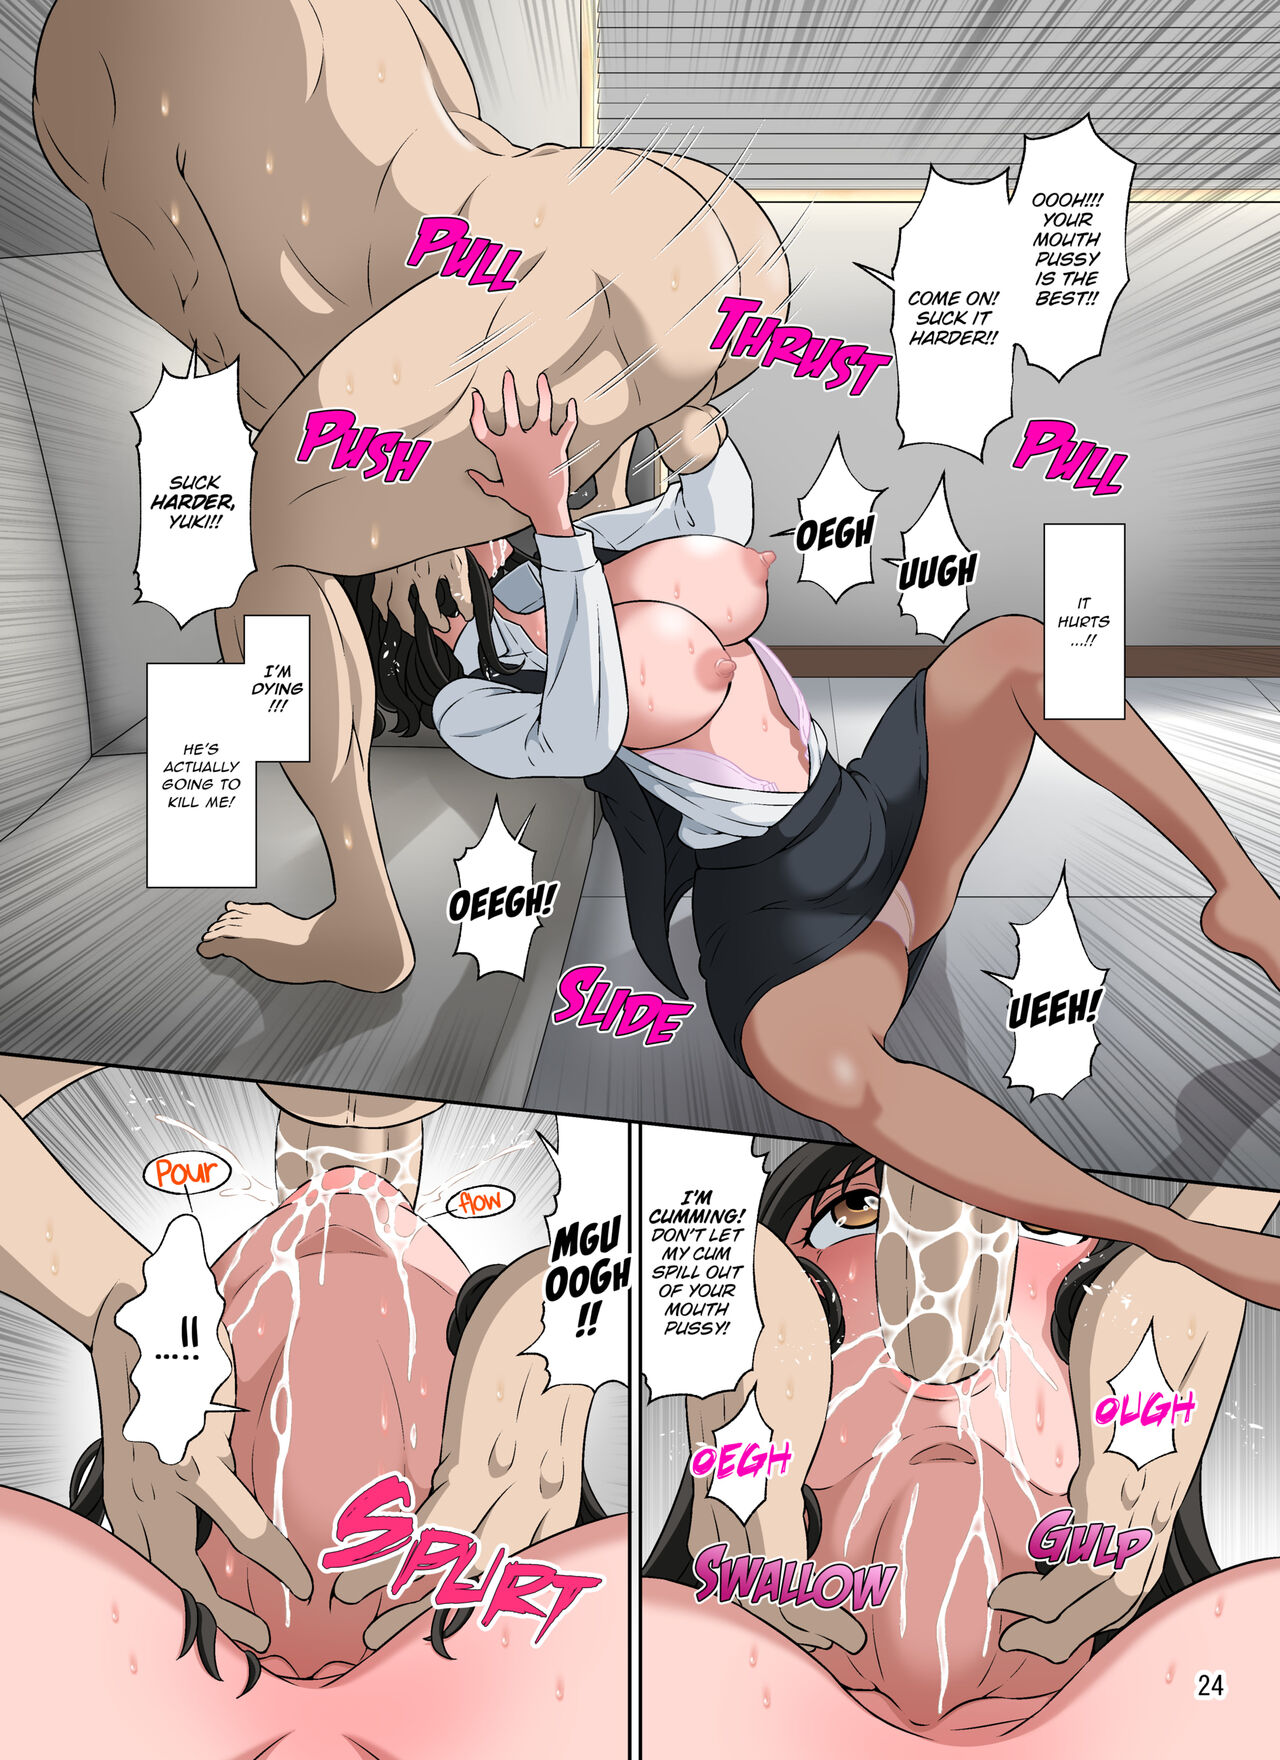 OOOH!!!
YOUR
MOUTH
PUSSY
IS THE
BEST!!
COME ON!
SUCK IT
HARDER!!
PULL
THRUST
PUSH
PULL
SUCK
HARDER,
YUKI!!
OEGH
UUGH
IT
HURTS
...!!
I'M
DYING
!!!
HE'S
ACTUALLY
GOING TO
KILL ME!
OEEGH!
SLIDE
UEEH!
I'M
CUMMING!
DON'T LET
MY CUM
SPILL OUT
OF YOUR
MOUTH
PUSSY!
OUGH
OEGH
GULP
SWALLOW
MGU
OOGH
!!
Pour
flow
...!!
SPURT
24